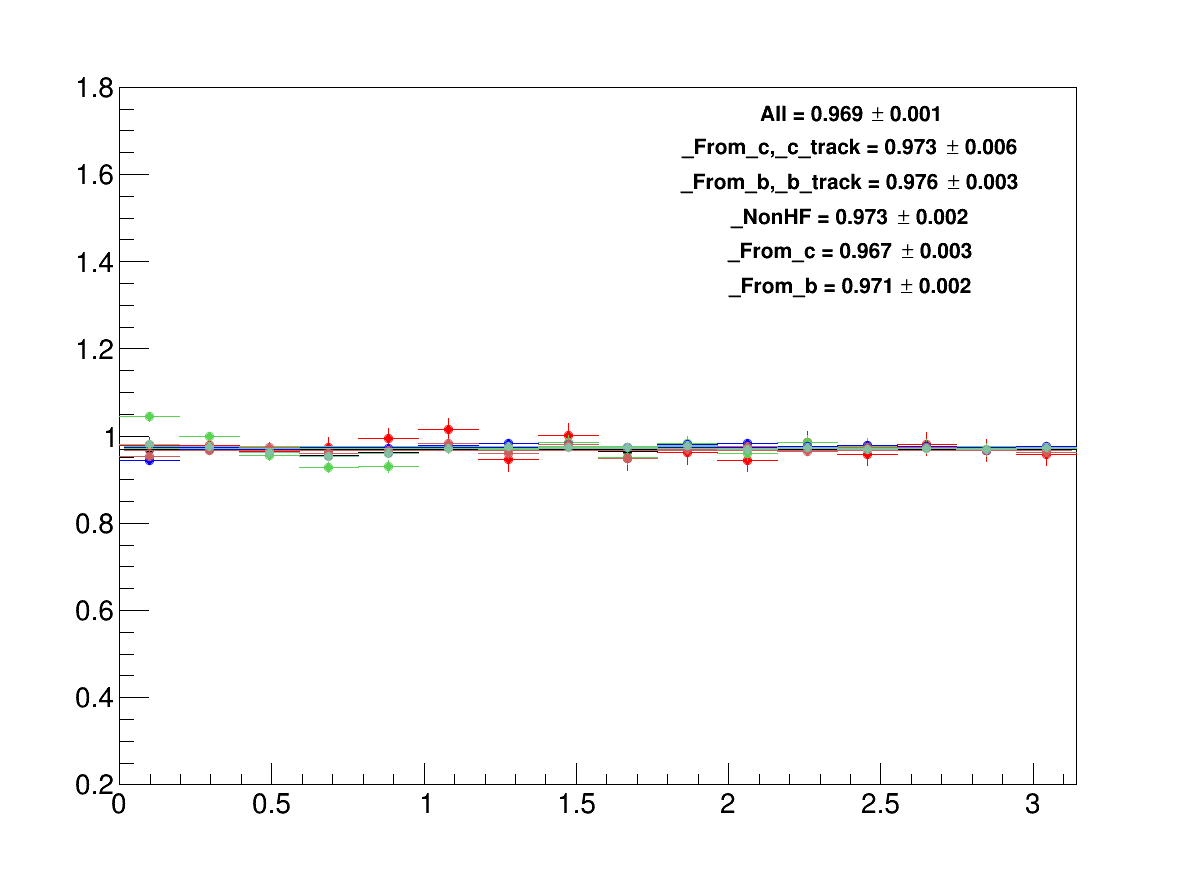 1.8
All = 0.969 ± 0.001
_From_c,_c_track = 0.973 ± 0.006
1.6
_From_b,_b_track = 0.976 ± 0.003
_NonHF = 0.973 ± 0.002
_From_c = 0.967 ± 0.003
1.4
_From_b = 0.971 ± 0.002
1.2
1
0.8
0.6
0.4
0.2
0 0.5 1 1.5 2 2.5 3